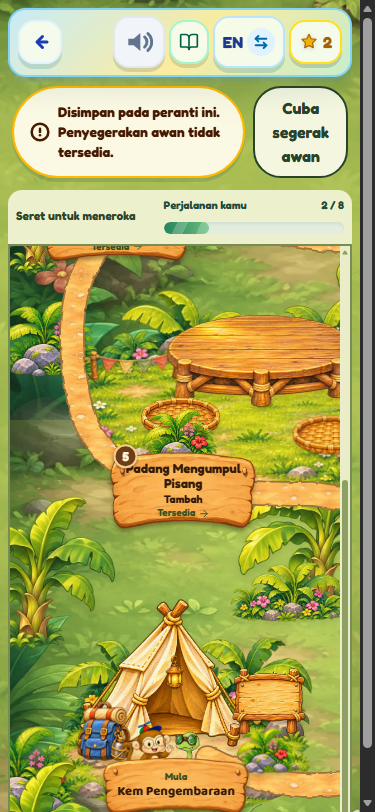 EN
2
Disimpan pada peranti ini.
Penyegerakan awan tidak
tersedia.
Cuba
segerak
awan
Seret untuk meneroka
Perjalanan kamu
2 / 8
Tersedia →
5
Padang Mengumpul
Pisang
Tambah
Tersedia →
Mula
Kem Pengembaraan